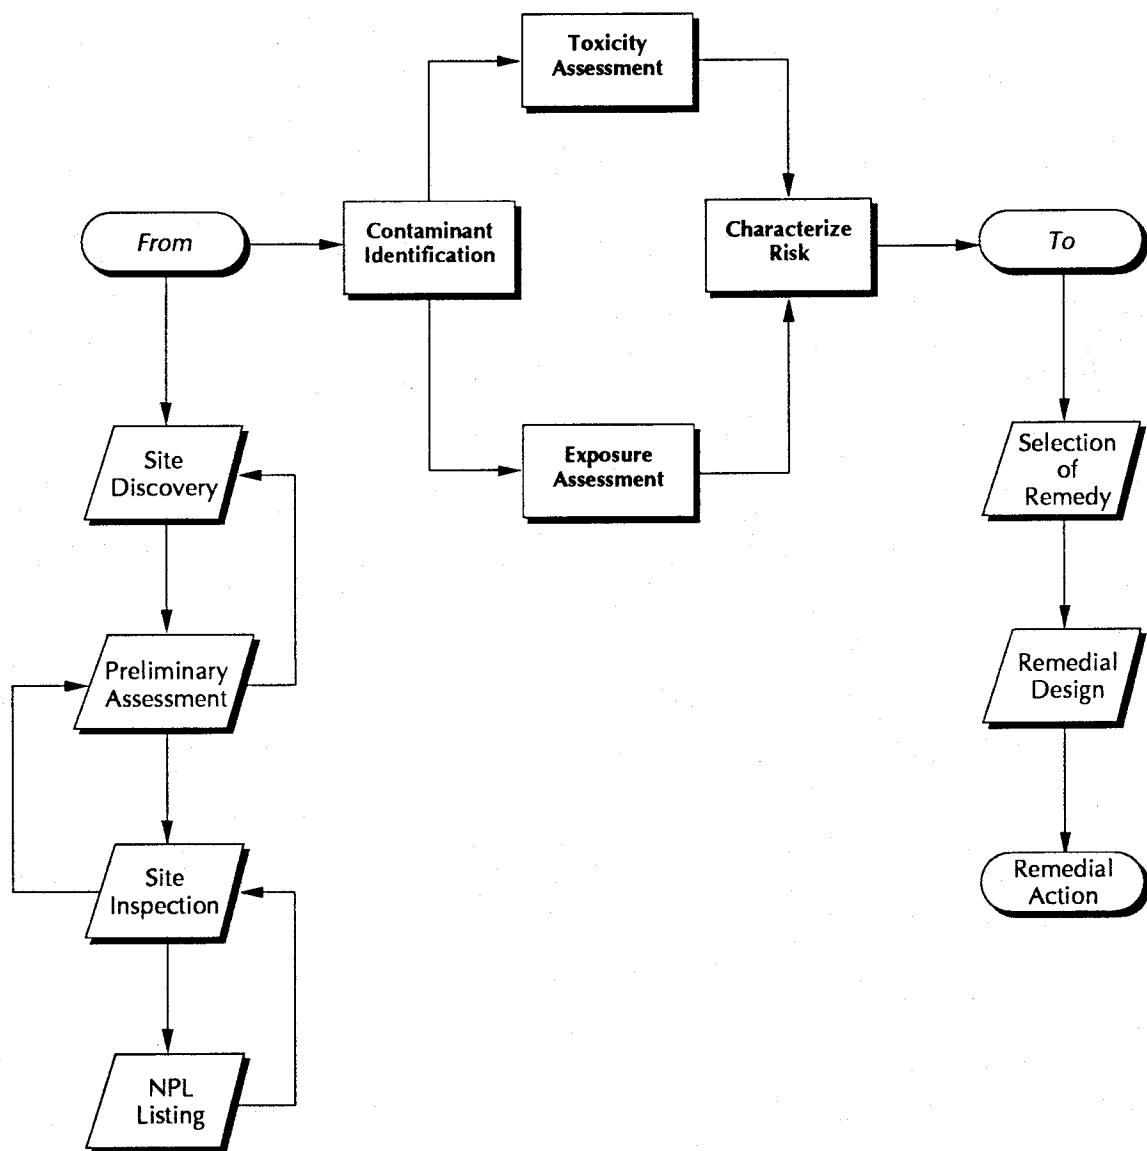 Toxicity
Assessment
From
Contaminant
Identification
Characterize
Risk
To
Site
Discovery
Exposure
Assessment
Selection
of
Remedy
Preliminary
Assessment
Remedial
Design
Site
Inspection
Remedial
Action
NPL
Listing